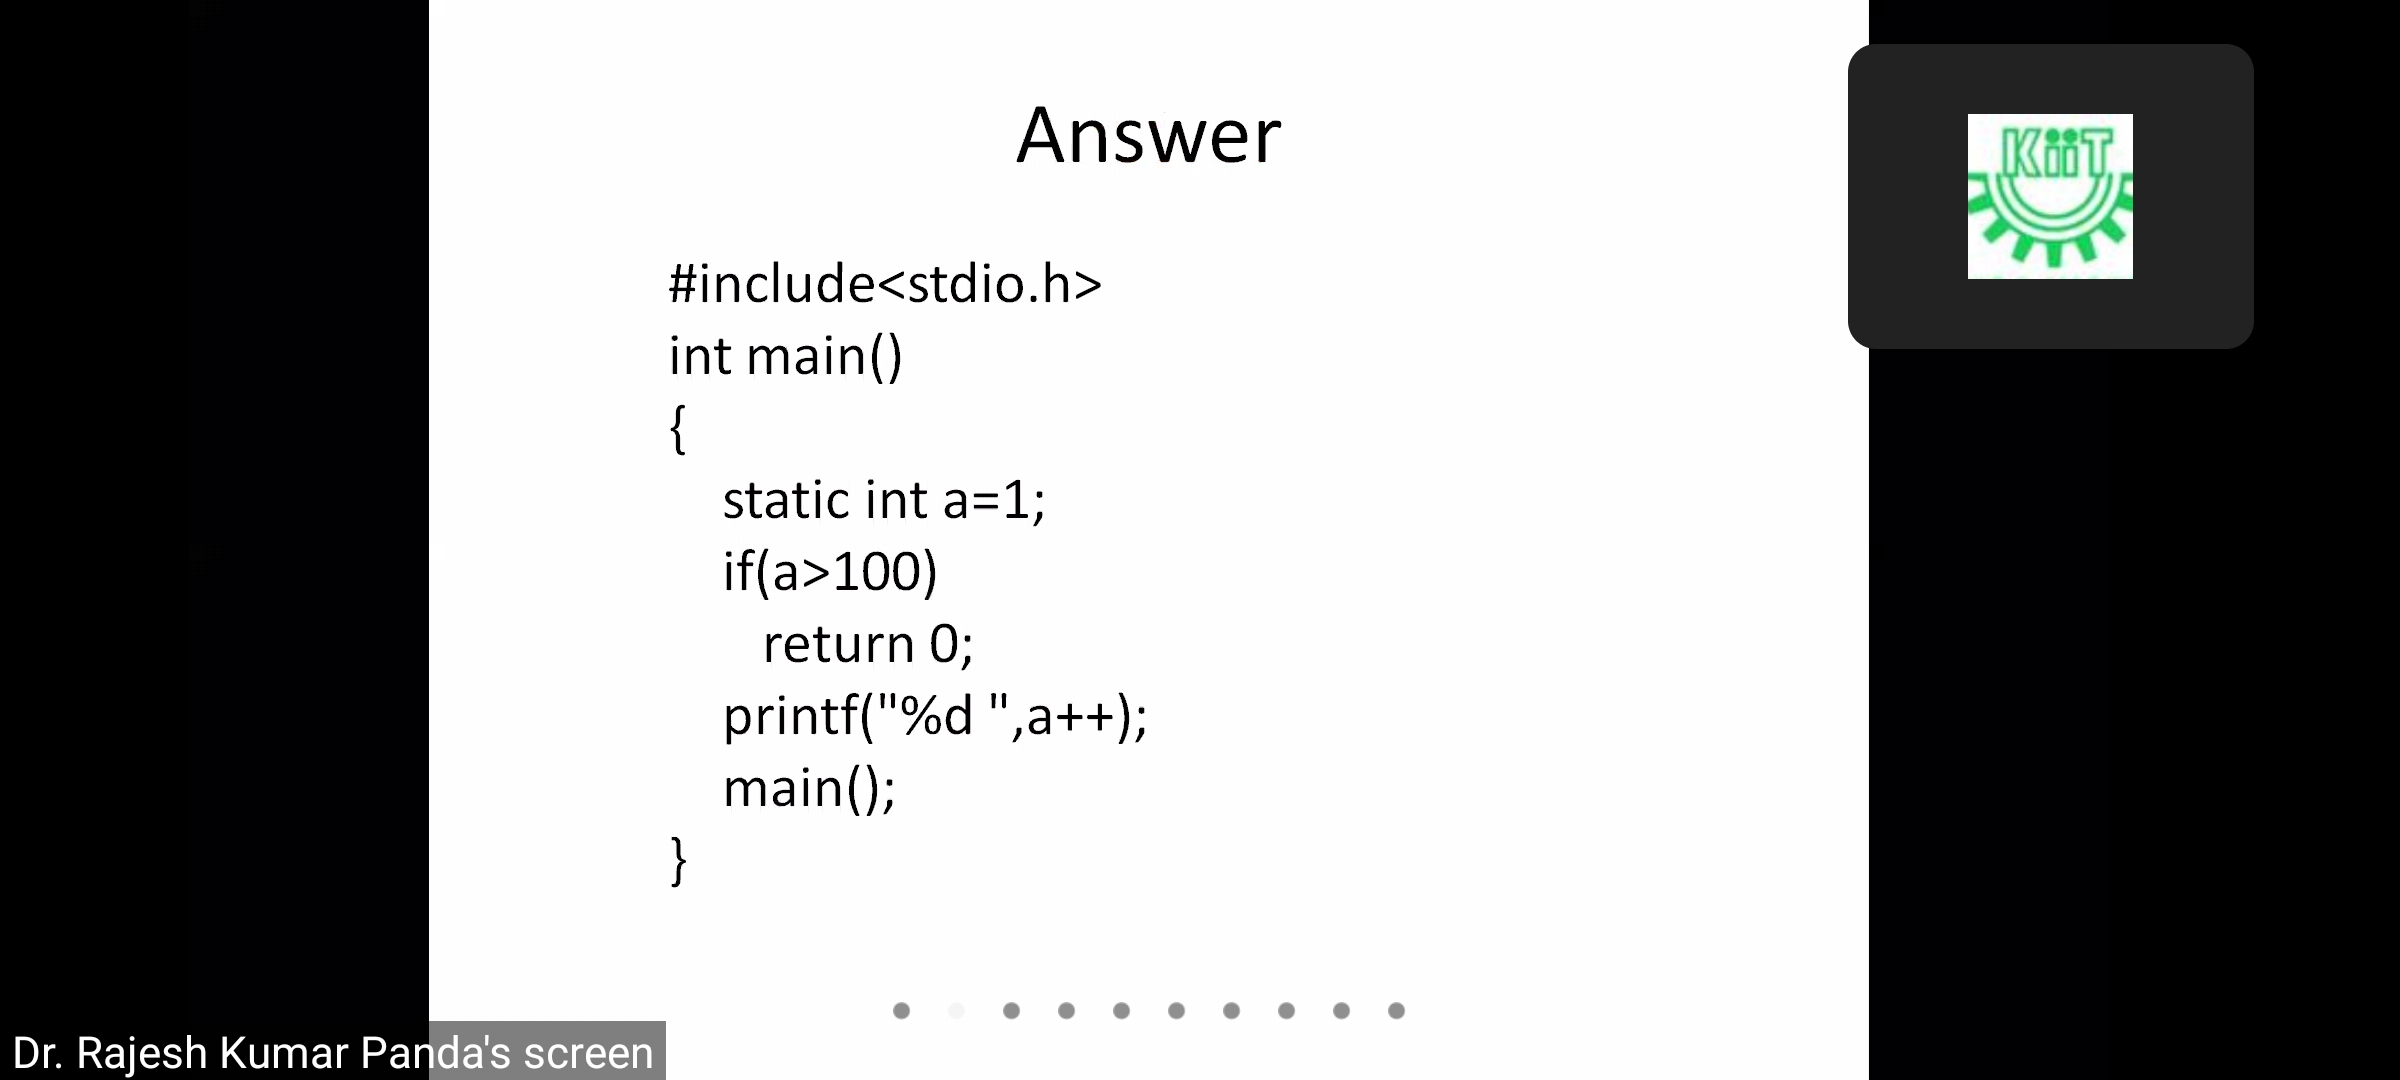 Answer
KiiT
#include<stdio.h>
int main()
{
static int a=1;
if(a>100)
return 0;
printf("%d ",a++);
main();
}
Dr. Rajesh Kumar Panda's screen